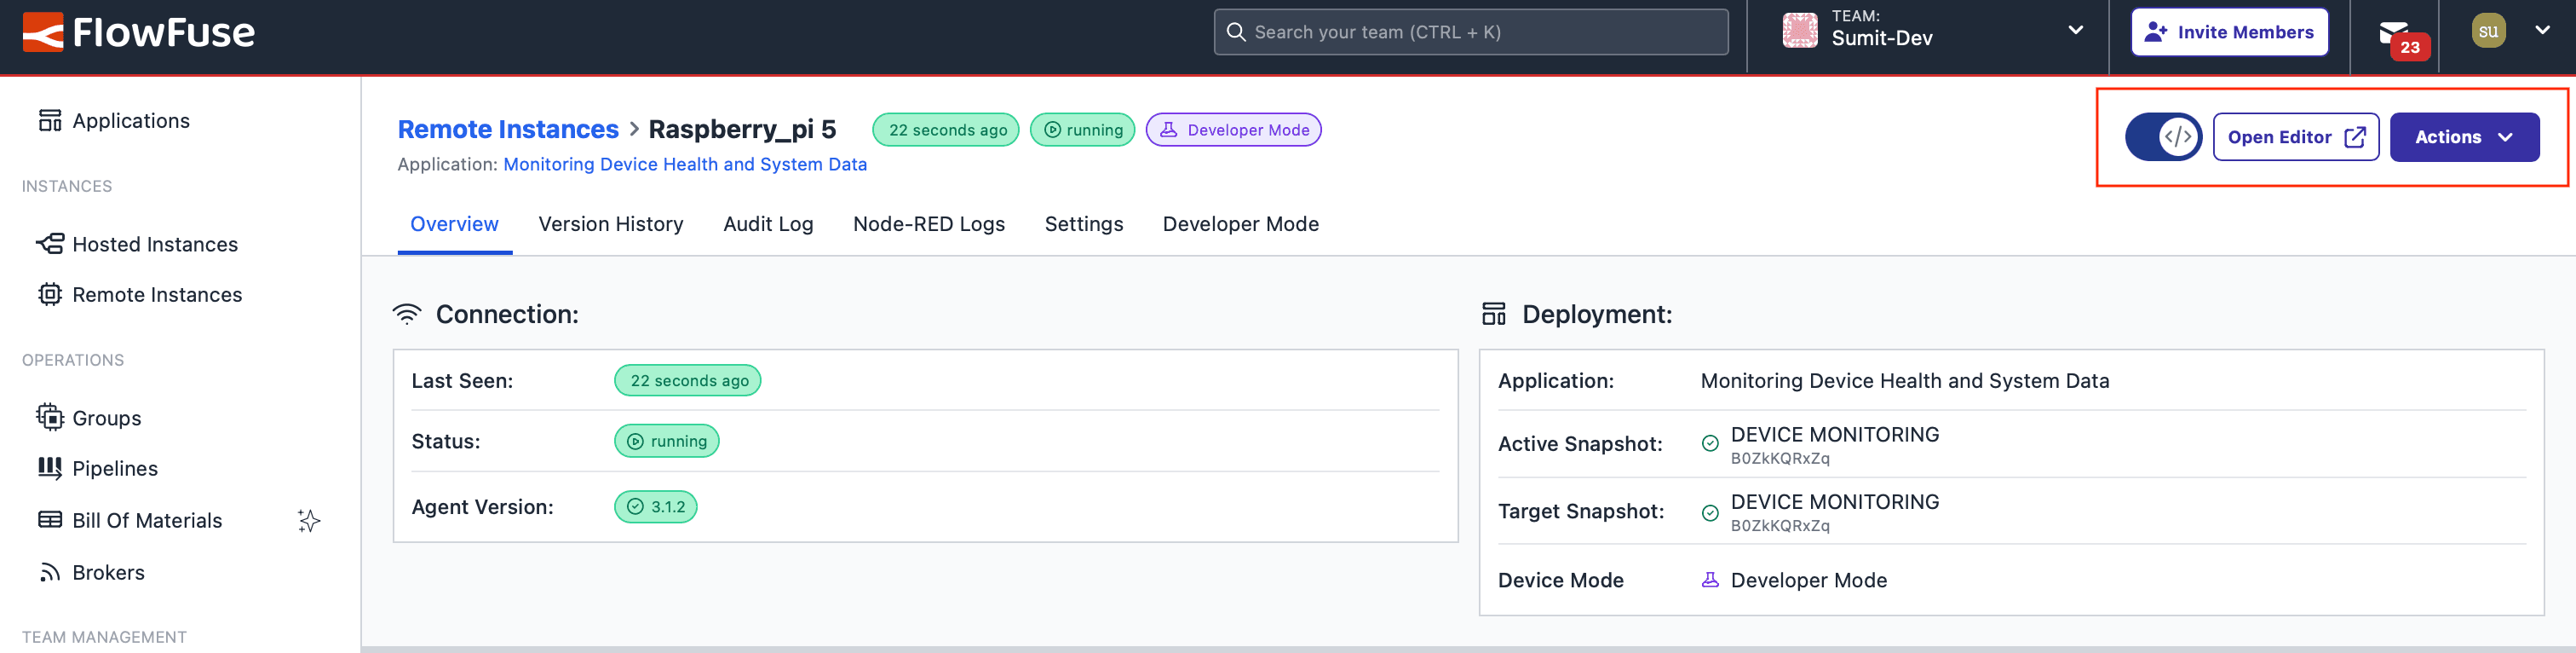 FlowFuse
Search your team (CTRL + K)
TEAM:
Sumit-Dev
Invite Members
23
SU
Applications
INSTANCES
Hosted Instances
Remote Instances
OPERATIONS
Groups
Pipelines
Bill Of Materials
Brokers
TEAM MANAGEMENT
Remote Instances > Raspberry_pi 5
22 seconds ago
running
Developer Mode
Application: Monitoring Device Health and System Data
</>
Open Editor
Actions
Overview
Version History
Audit Log
Node-RED Logs
Settings
Developer Mode
Connection:
Last Seen: 22 seconds ago
Status: running
Agent Version: 3.1.2
Deployment:
Application: Monitoring Device Health and System Data
Active Snapshot: DEVICE MONITORING
B0ZkKQRxZq
Target Snapshot: DEVICE MONITORING
B0ZkKQRxZq
Device Mode Developer Mode